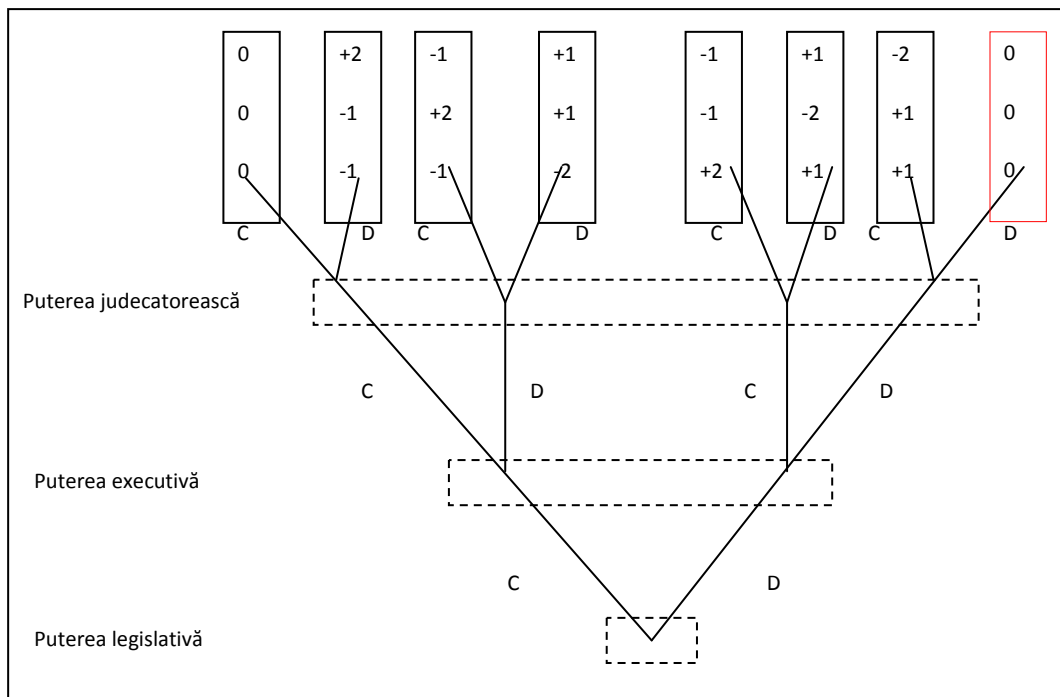 0 +2 -1 +1 -1 +1 -2 0
0 -1 +2 +1 -1 -2 +1 0
0 -1 -1 -2 +2 +1 +1 0
C D C D C D C D
Puterea judecatorească
C D C D
Puterea executivă
C D
Puterea legislativă